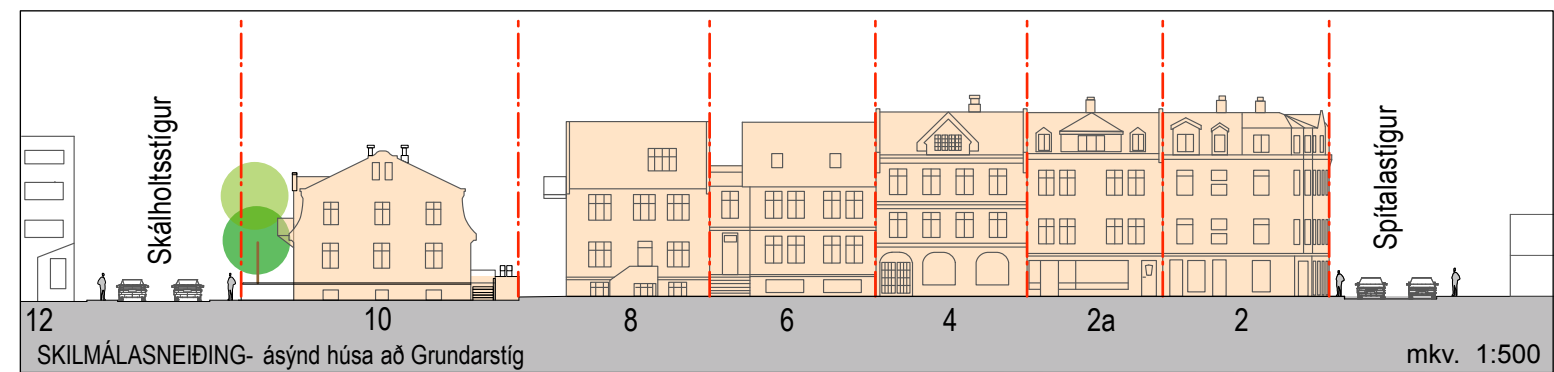 Skálholtsstígur
Spítalastígur
12 10 8 6 4 2a 2
SKILMÁLASNEIÐING- ásýnd húsa að Grundarstíg
mkv. 1:500